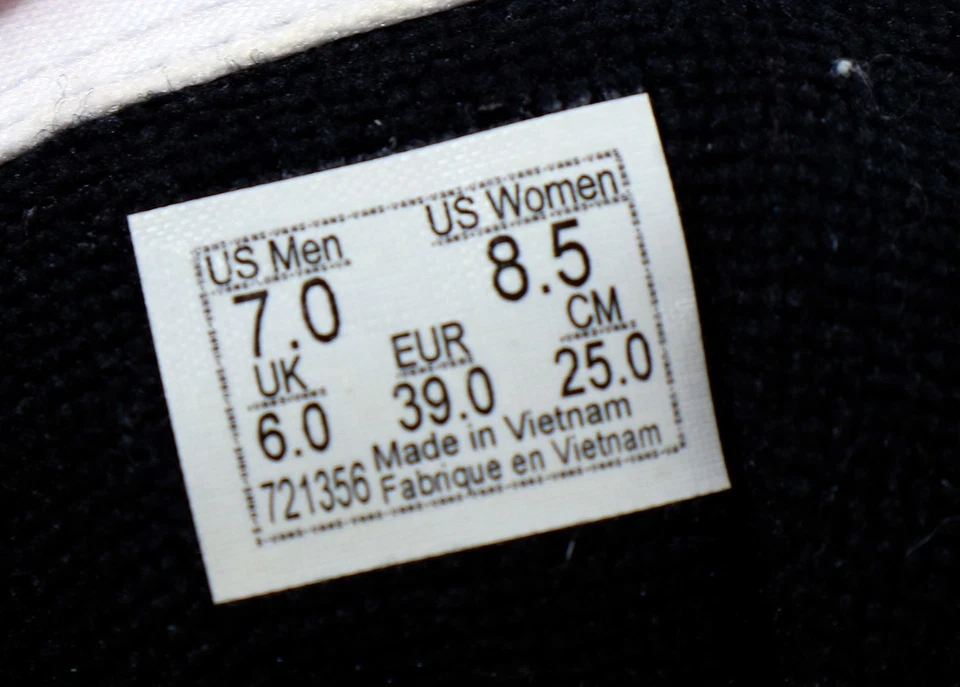 US Men US Women
7.0 8.5
UK EUR CM
6.0 39.0 25.0
721356 Made in Vietnam
Fabrique en Vietnam